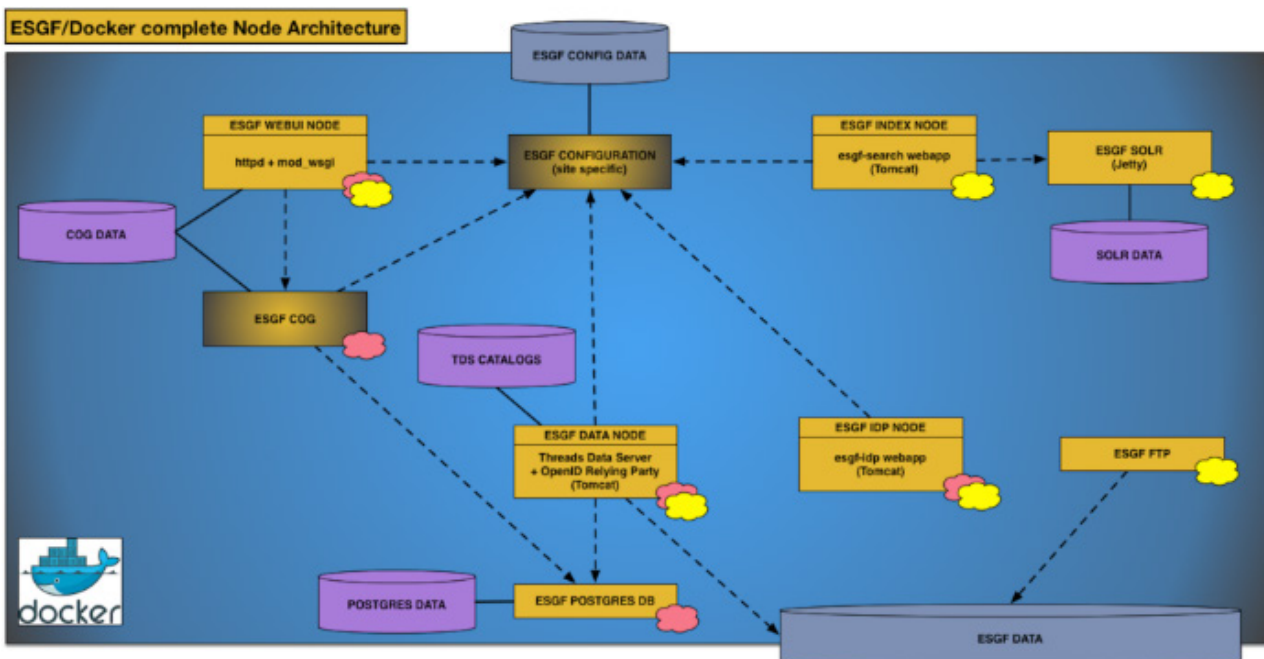 ESGF/Docker complete Node Architecture
ESGF CONFIG DATA
ESGF WEBUI NODE
httpd + mod_wsgi
ESGF CONFIGURATION
(site specific)
ESGF INDEX NODE
esgf-search webapp
(Tomcat)
ESGF SOLR
(Jetty)
COG DATA
SOLR DATA
ESGF COG
TDS CATALOGS
ESGF DATA NODE
Threads Data Server
+ OpenID Relying Party
(Tomcat)
ESGF IDP NODE
esgf-idp webapp
(Tomcat)
ESGF FTP
docker
POSTGRES DATA
ESGF POSTGRES DB
ESGF DATA